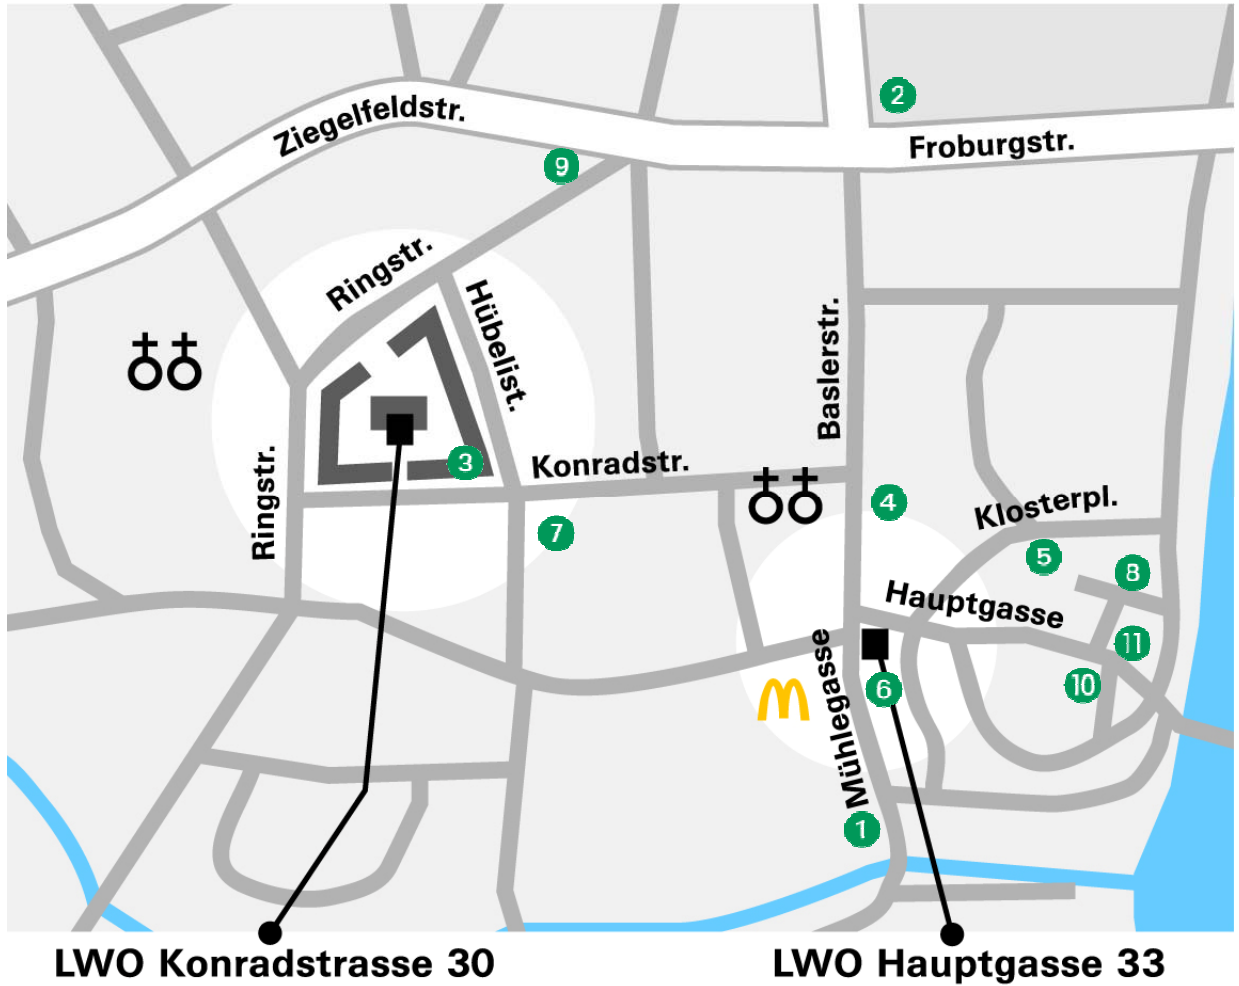 2
Ziegelfeldstr.
Froburgstr.
9
Ringstr.
Hübelist.
Baslerstr.
Ringstr.
3
Konradstr.
4
Klosterpl.
7
5
8
Hauptgasse
11
Mühlegasse
6
10
1
LWO Konradstrasse 30
LWO Hauptgasse 33